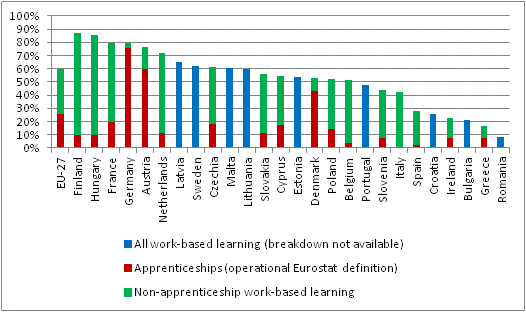 100%
90%
80%
70%
60%
50%
40%
30%
20%
10%
0%
EU-27
Finland
Hungary
France
Germany
Austria
Netherlands
Latvia
Sweden
Czechia
Malta
Lithuania
Slovakia
Cyprus
Estonia
Denmark
Poland
Belgium
Portugal
Slovenia
Italy
Spain
Croatia
Ireland
Bulgaria
Greece
Romania
All work-based learning (breakdown not available)
Apprenticeships (operational Eurostat definition)
Non-apprenticeship work-based learning